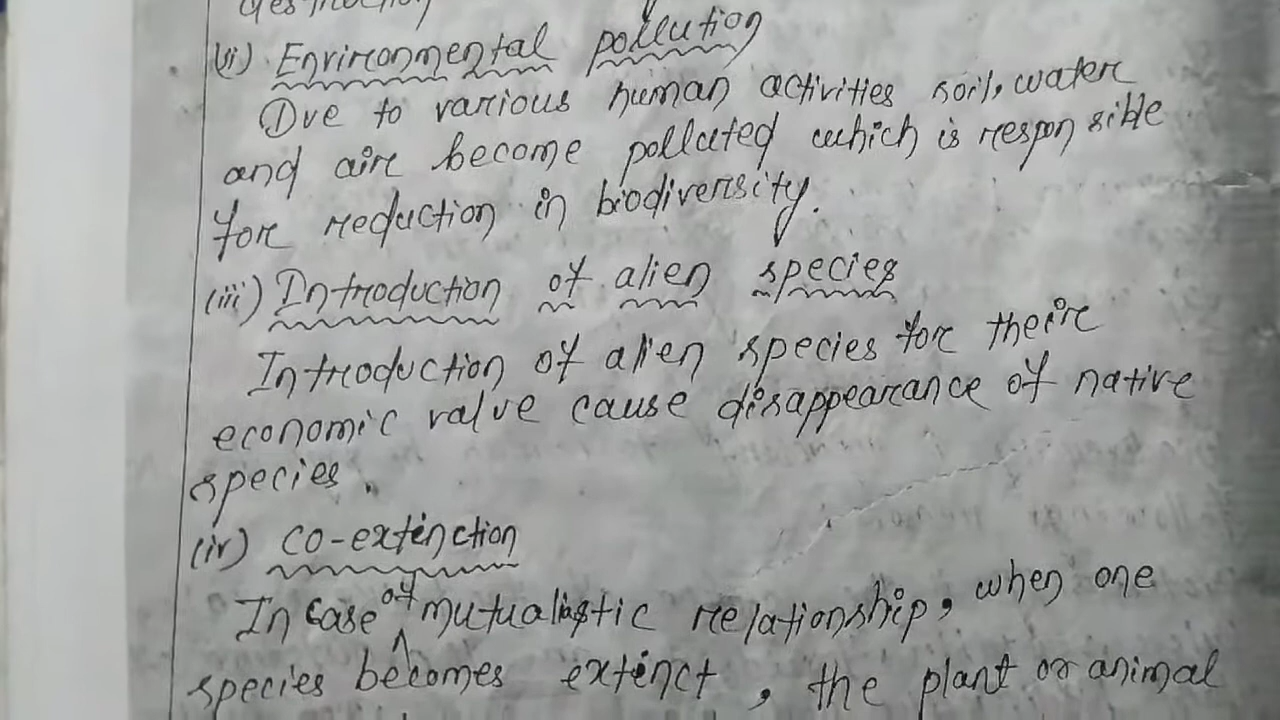 destruction
(ii) Environmental pollution
Due to various human activities soil, water
and air become polluted which is responsible
for reduction in biodiversity.
(iii) Introduction of alien species
Introduction of alien species for their
economic value cause disappearance of native
species.
(iv) Co-extinction
In case of mutualistic relationship, when one
species becomes extinct, the plant or animal